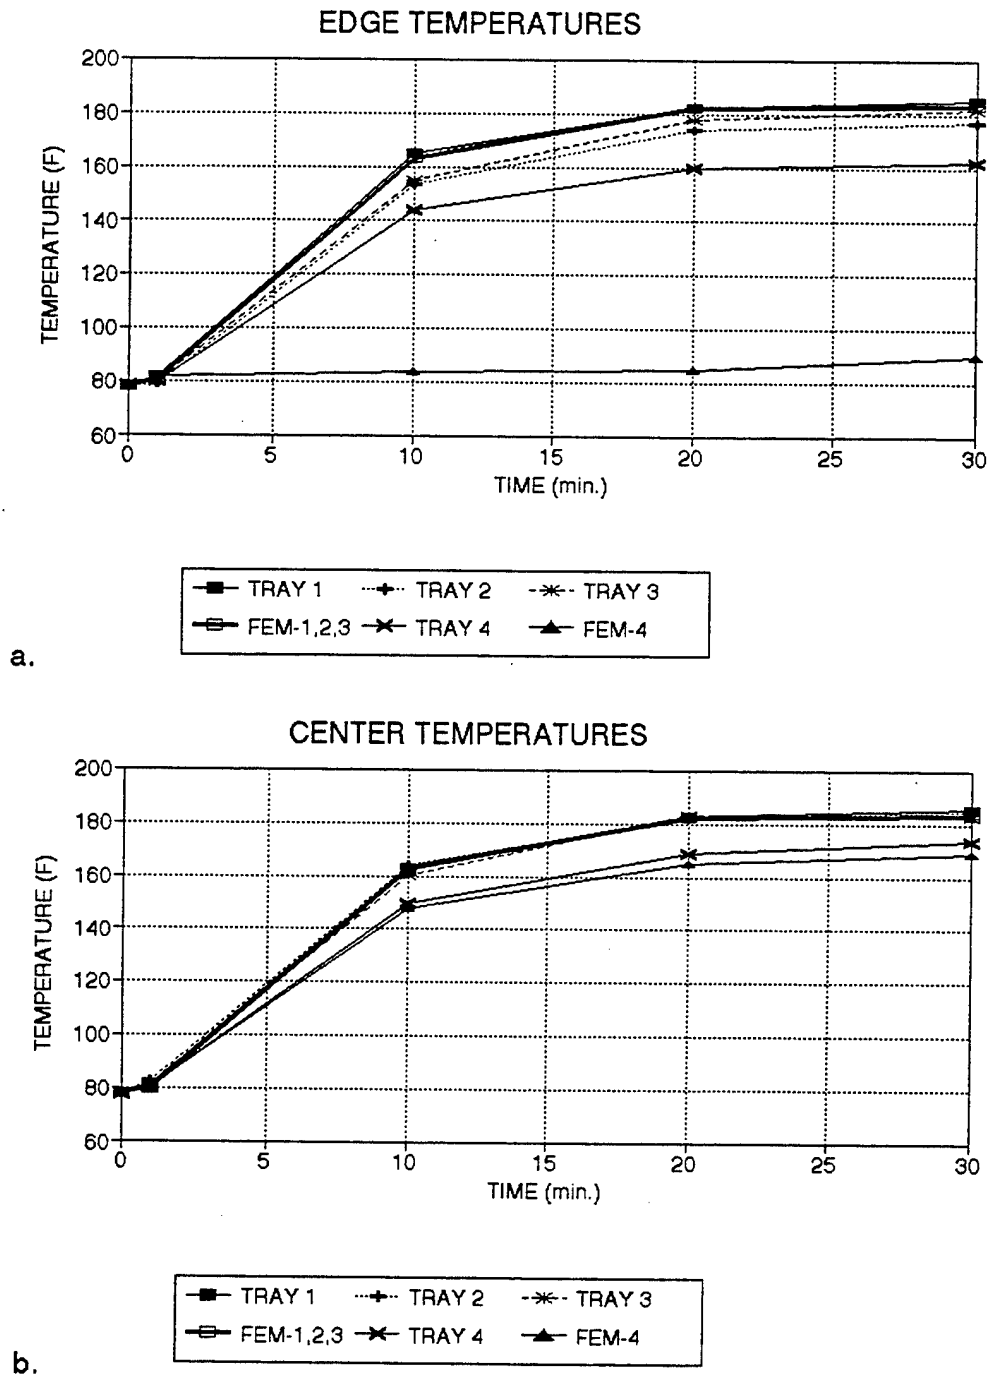 EDGE TEMPERATURES
200
180
160
140
120
100
80
60
TEMPERATURE (F)
0 5 10 15 20 25 30
TIME (min.)
TRAY 1 TRAY 2 TRAY 3
FEM-1,2,3 TRAY 4 FEM-4
a.
CENTER TEMPERATURES
200
180
160
140
120
100
80
60
TEMPERATURE (F)
0 5 10 15 20 25 30
TIME (min.)
TRAY 1 TRAY 2 TRAY 3
FEM-1,2,3 TRAY 4 FEM-4
b.